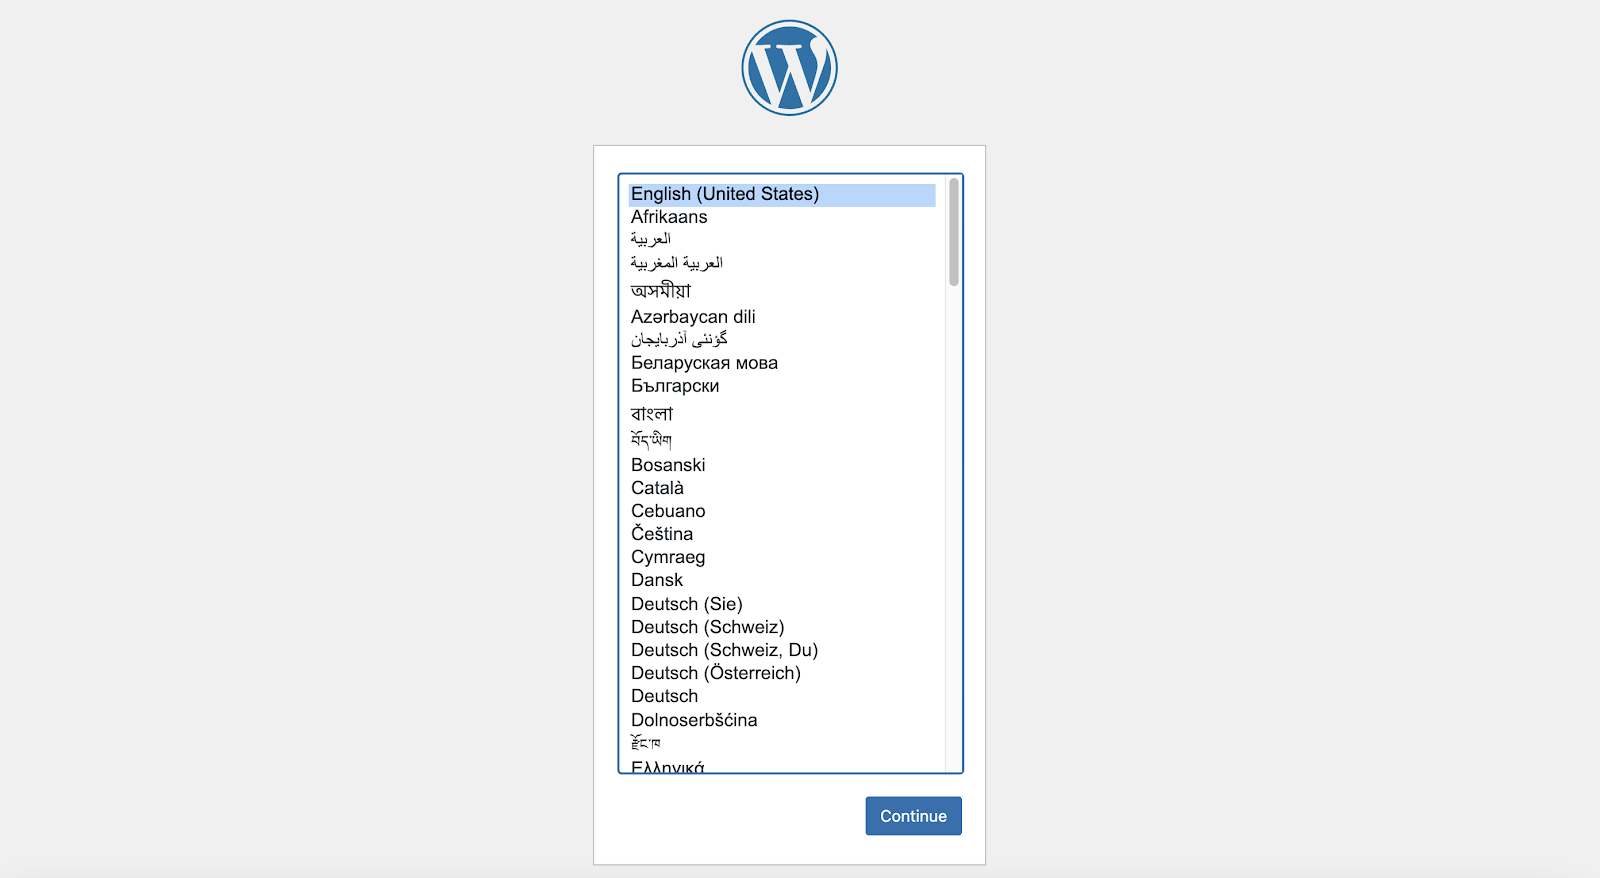 English (United States)
Afrikaans
العربية
العربية المغربية
অসমীয়া
Azərbaycan dili
گؤنئی آذربایجان
Беларуская мова
Български
বাংলা
བོད་ཡིག
Bosanski
Català
Cebuano
Čeština
Cymraeg
Dansk
Deutsch (Sie)
Deutsch (Schweiz)
Deutsch (Schweiz, Du)
Deutsch (Österreich)
Deutsch
Dolnoserbšćina
རྫོང་ཁ
Ελληνικά
Continue